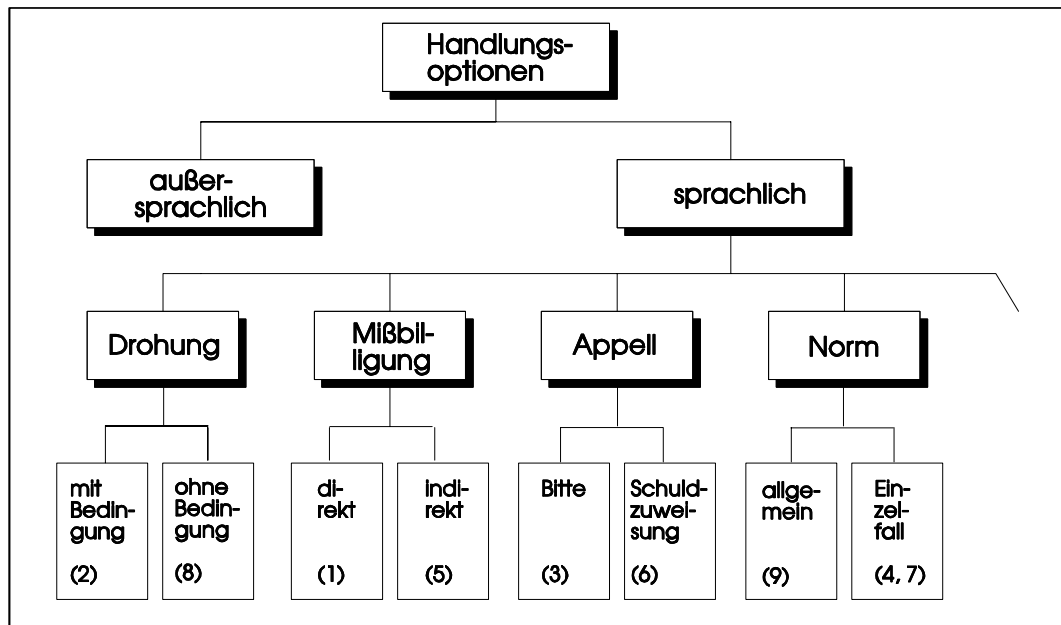 Handlungs-
optionen
außer-
sprachlich
sprachlich
Drohung
Mißbil-
ligung
Appell
Norm
mit
Bedin-
gung
(2)
ohne
Bedin-
gung
(8)
di-
rekt
(1)
indi-
rekt
(5)
Bitte
(3)
Schuld-
zuwei-
sung
(6)
allge-
mein
(9)
Ein-
zel-
fall
(4, 7)